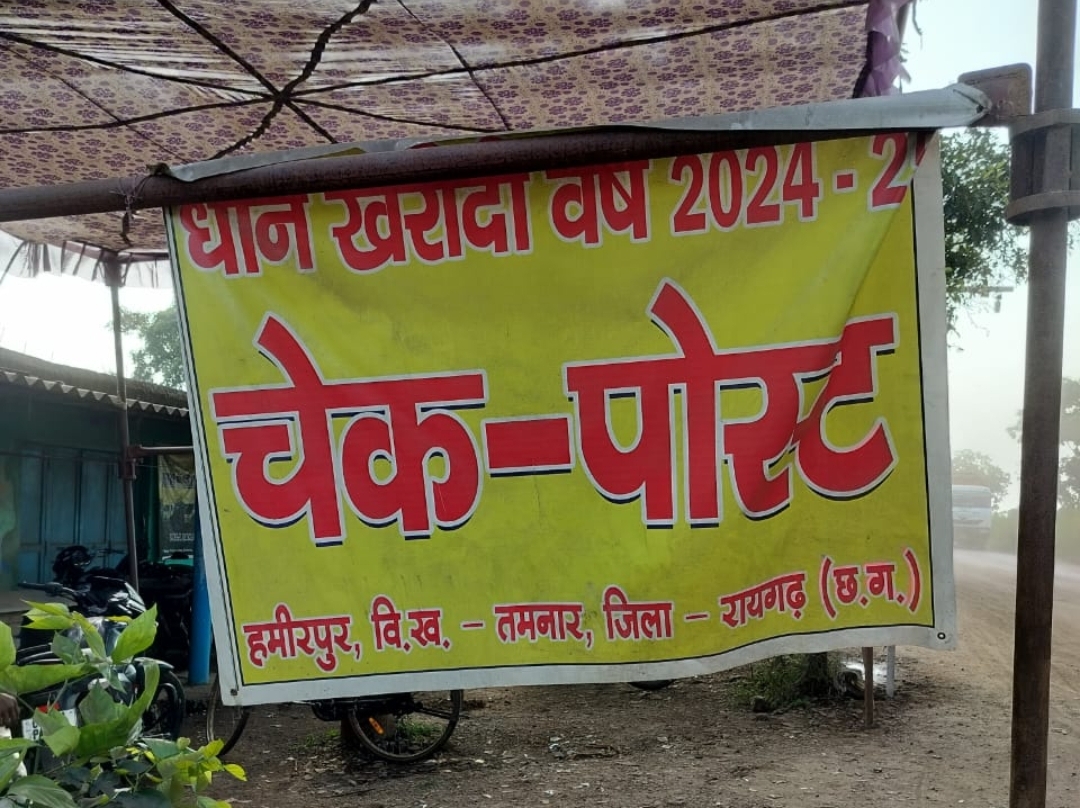 धान खरीदी वर्ष 2024 - 2
चेक-पोस्ट
हमीरपुर, वि.ख. - तमनार, जिला - रायगढ़ (छ.ग.)